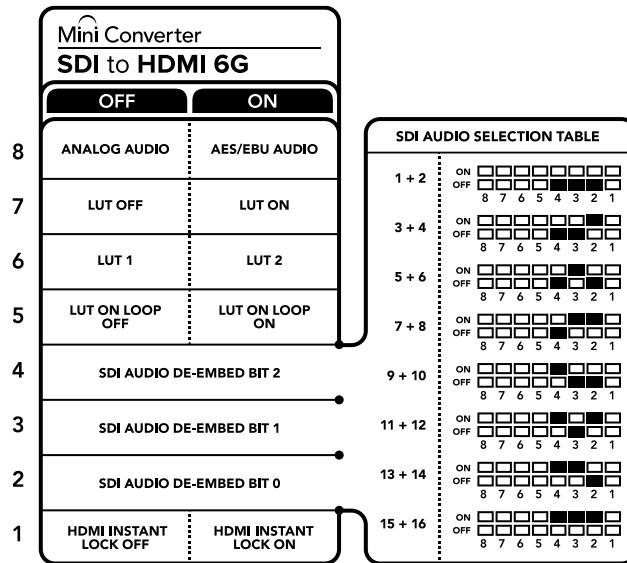 Mini Converter
SDI to HDMI 6G
OFF ON
8 ANALOG AUDIO AES/EBU AUDIO
7 LUT OFF LUT ON
6 LUT 1 LUT 2
5 LUT ON LOOP OFF LUT ON LOOP ON
4 SDI AUDIO DE-EMBED BIT 2
3 SDI AUDIO DE-EMBED BIT 1
2 SDI AUDIO DE-EMBED BIT 0
1 HDMI INSTANT LOCK OFF HDMI INSTANT LOCK ON
SDI AUDIO SELECTION TABLE
1 + 2 ON
OFF
8 7 6 5 4 3 2 1
3 + 4 ON
OFF
8 7 6 5 4 3 2 1
5 + 6 ON
OFF
8 7 6 5 4 3 2 1
7 + 8 ON
OFF
8 7 6 5 4 3 2 1
9 + 10 ON
OFF
8 7 6 5 4 3 2 1
11 + 12 ON
OFF
8 7 6 5 4 3 2 1
13 + 14 ON
OFF
8 7 6 5 4 3 2 1
15 + 16 ON
OFF
8 7 6 5 4 3 2 1